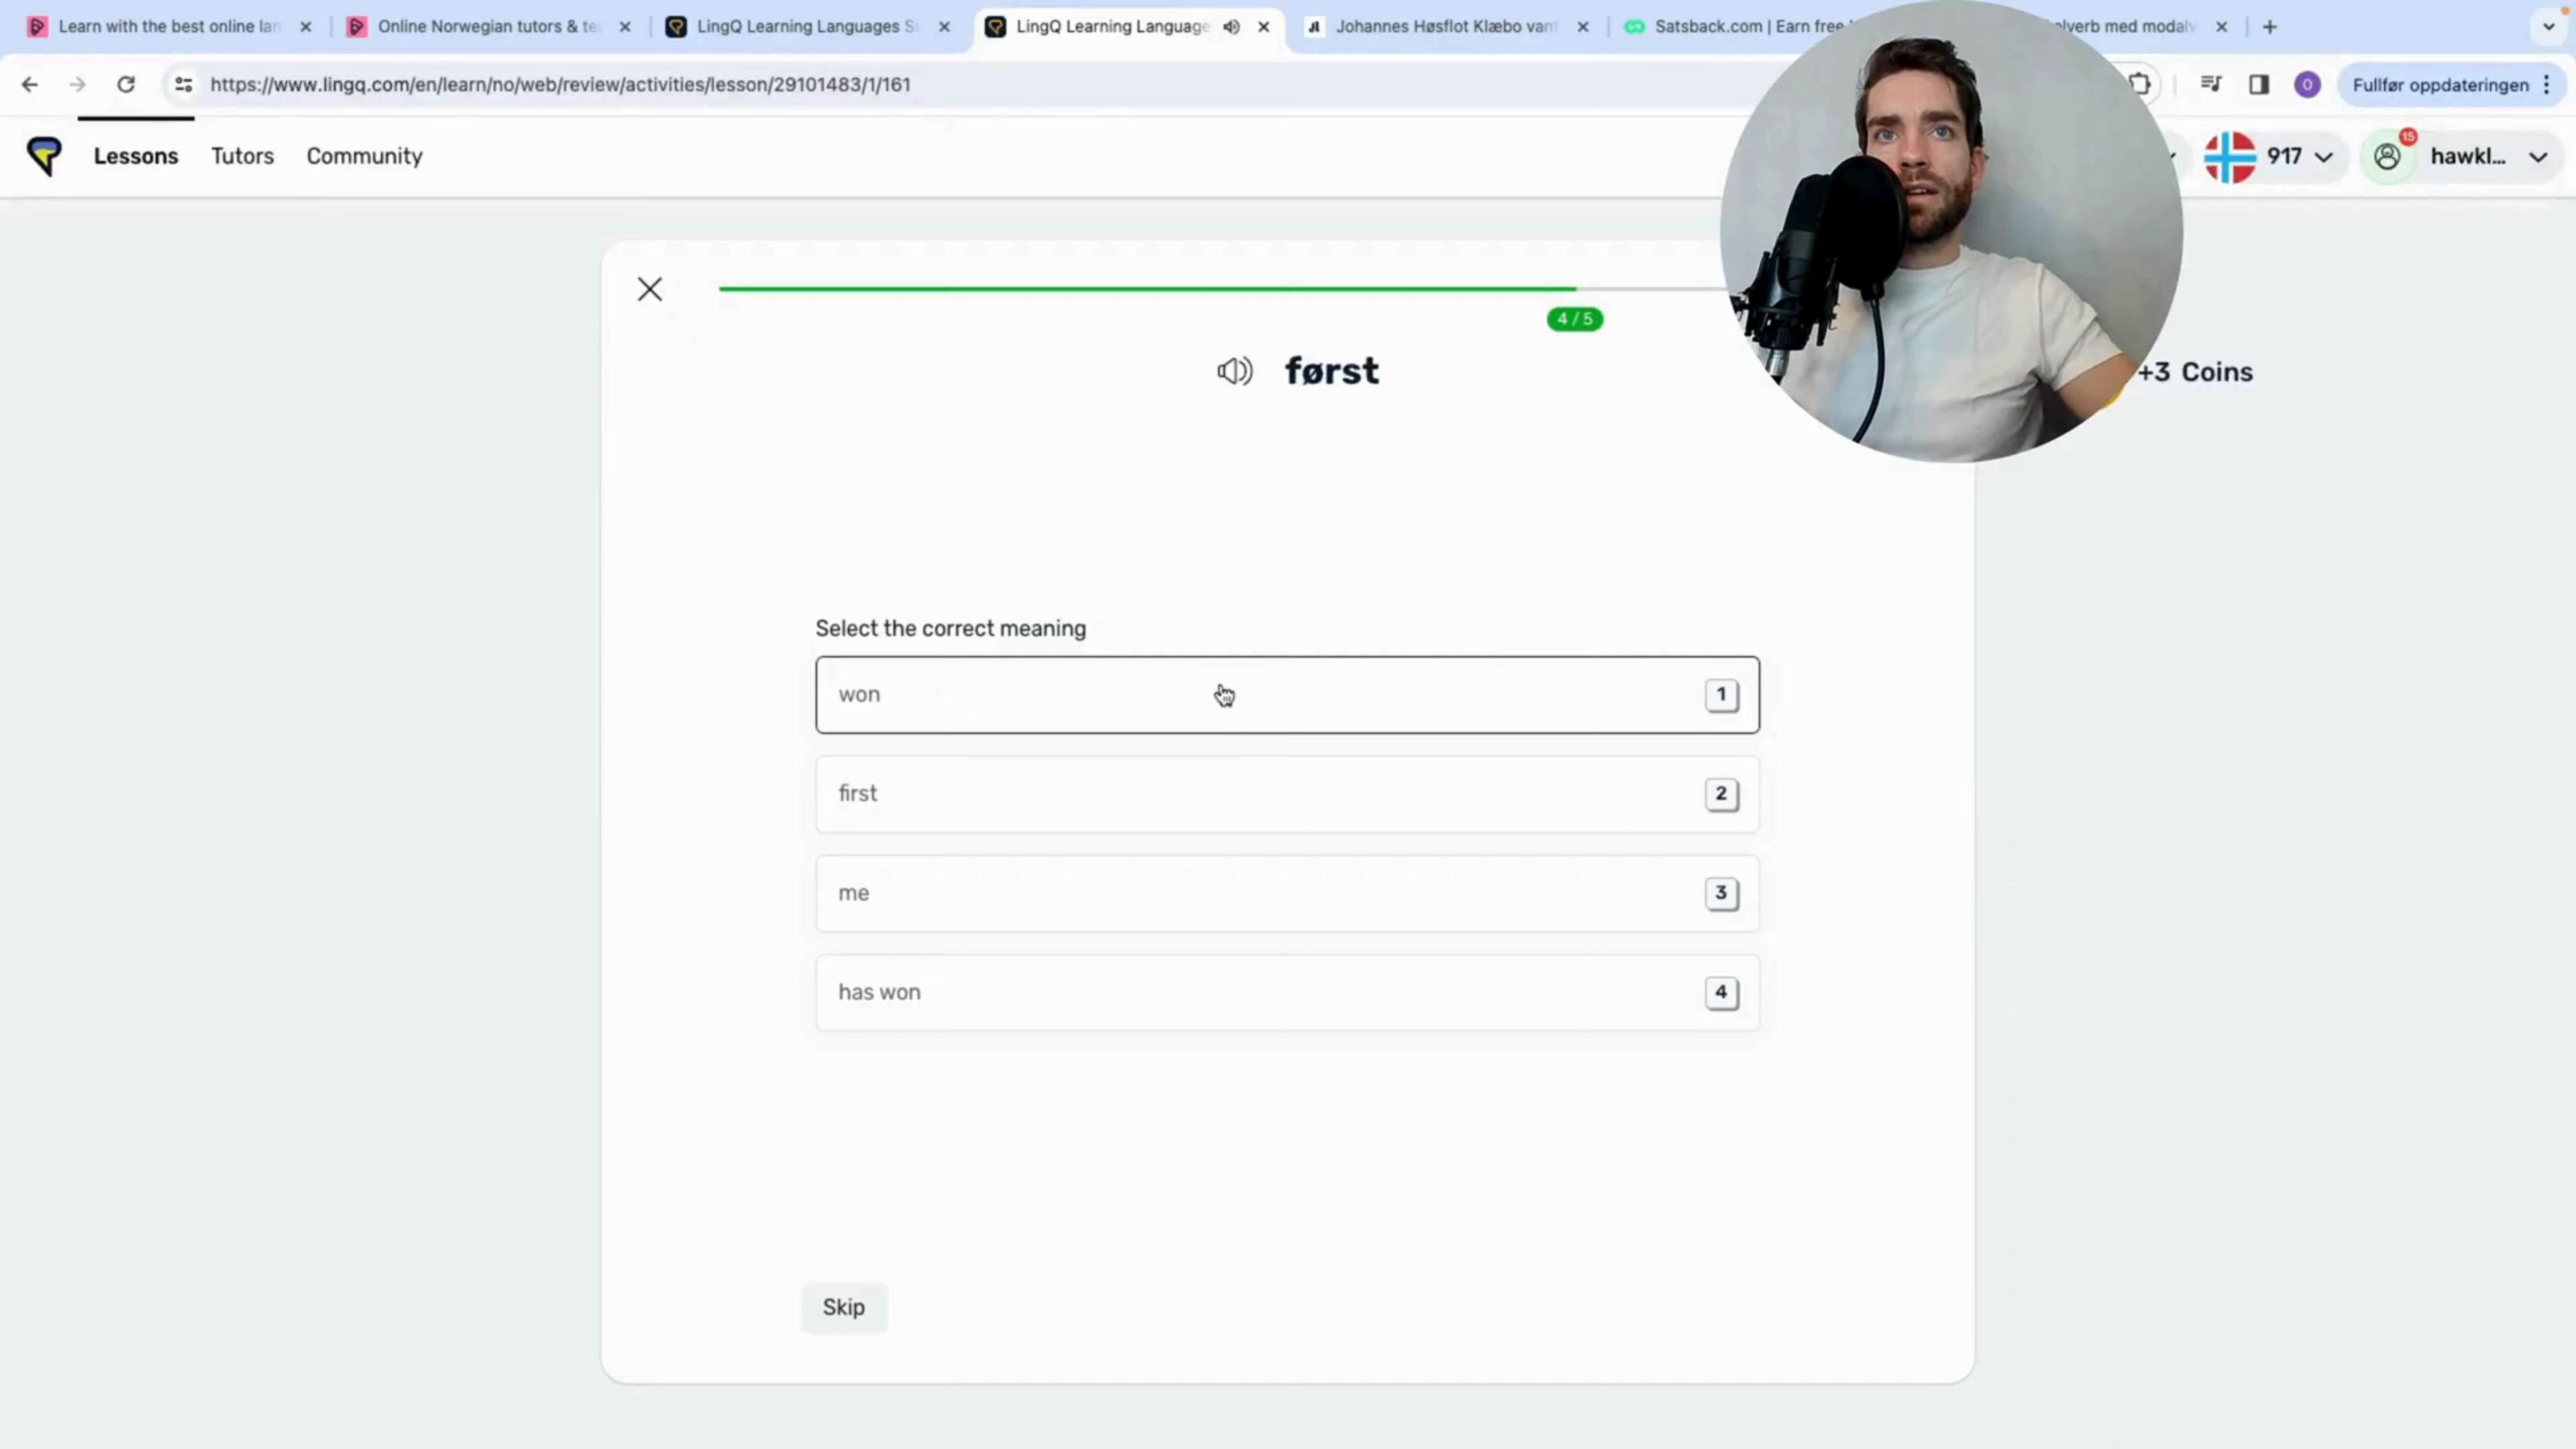 Learn with the best online lan
Online Norwegian tutors & te
LingQ Learning Languages Si
LingQ Learning Language
Johannes Høsflot Klæbo vant
Satsback.com | Earn free
verb med modalv
https://www.lingq.com/en/learn/no/web/review/activities/lesson/29101483/1/161
O
Fullfør oppdateringen
Lessons
Tutors
Community
917
15
hawkl...
4 / 5
først
+3 Coins
Select the correct meaning
won 1
first 2
me 3
has won 4
Skip